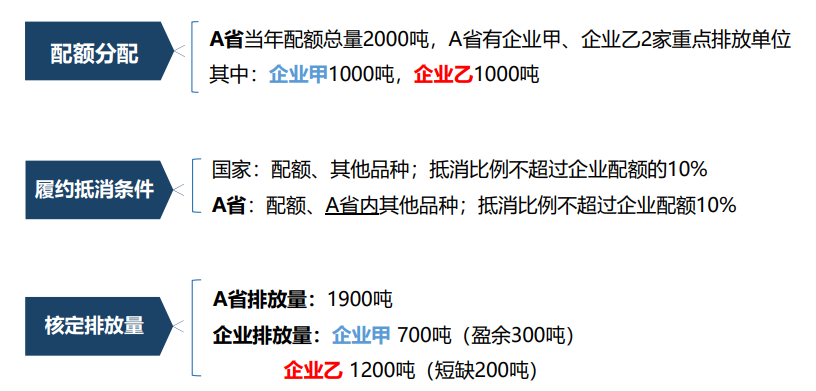 配额分配
A省当年配额总量2000吨，A省有企业甲、企业乙2家重点排放单位
其中：企业甲1000吨，企业乙1000吨
履约抵消条件
国家：配额、其他品种；抵消比例不超过企业配额的10%
A省：配额、A省内其他品种；抵消比例不超过企业配额10%
核定排放量
A省排放量：1900吨
企业排放量：企业甲 700吨（盈余300吨）
企业乙 1200吨（短缺200吨）